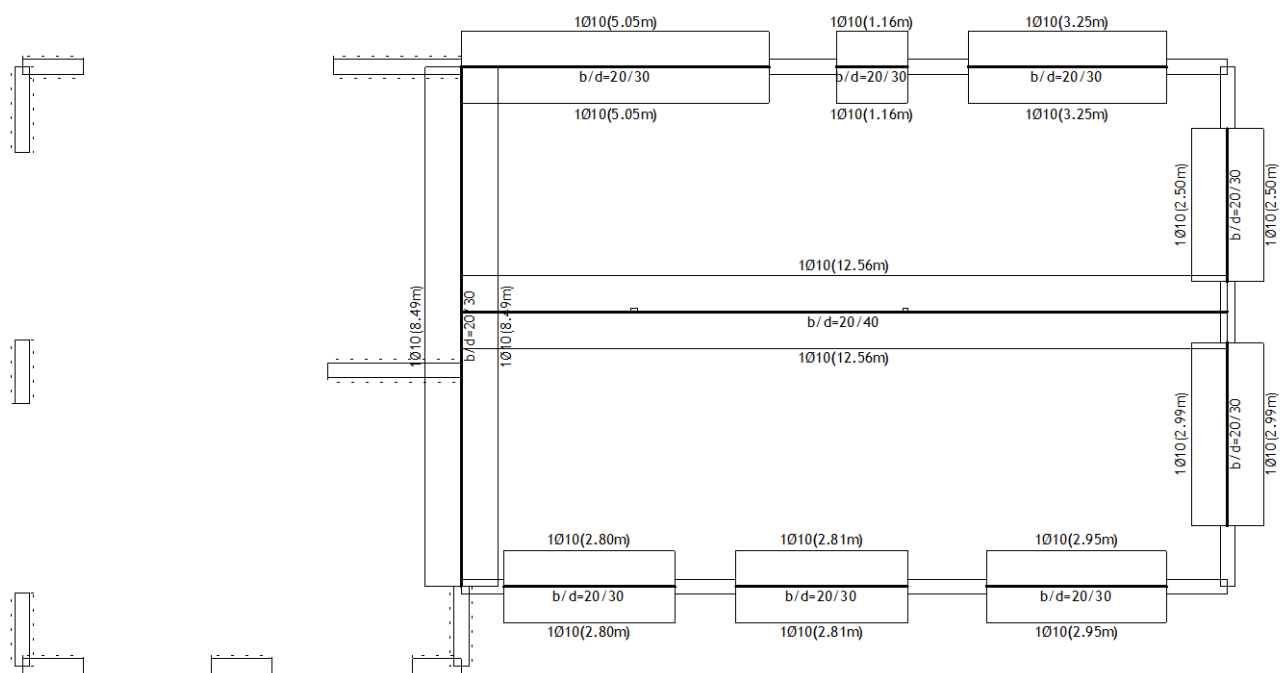 1Ø10(5.05m)
1Ø10(1.16m)
1Ø10(3.25m)
b/d=20/30
b/d=20/30
b/d=20/30
1Ø10(5.05m)
1Ø10(1.16m)
1Ø10(3.25m)
1Ø10(2.50m)
b/d=20/30
1Ø10(2.50m)
1Ø10(12.56m)
b/d=20/40
1Ø10(12.56m)
1Ø10(8.49m)
b/d=20/30
1Ø10(8.49m)
1Ø10(2.99m)
b/d=20/30
1Ø10(2.99m)
1Ø10(2.80m)
1Ø10(2.81m)
1Ø10(2.95m)
b/d=20/30
b/d=20/30
b/d=20/30
1Ø10(2.80m)
1Ø10(2.81m)
1Ø10(2.95m)